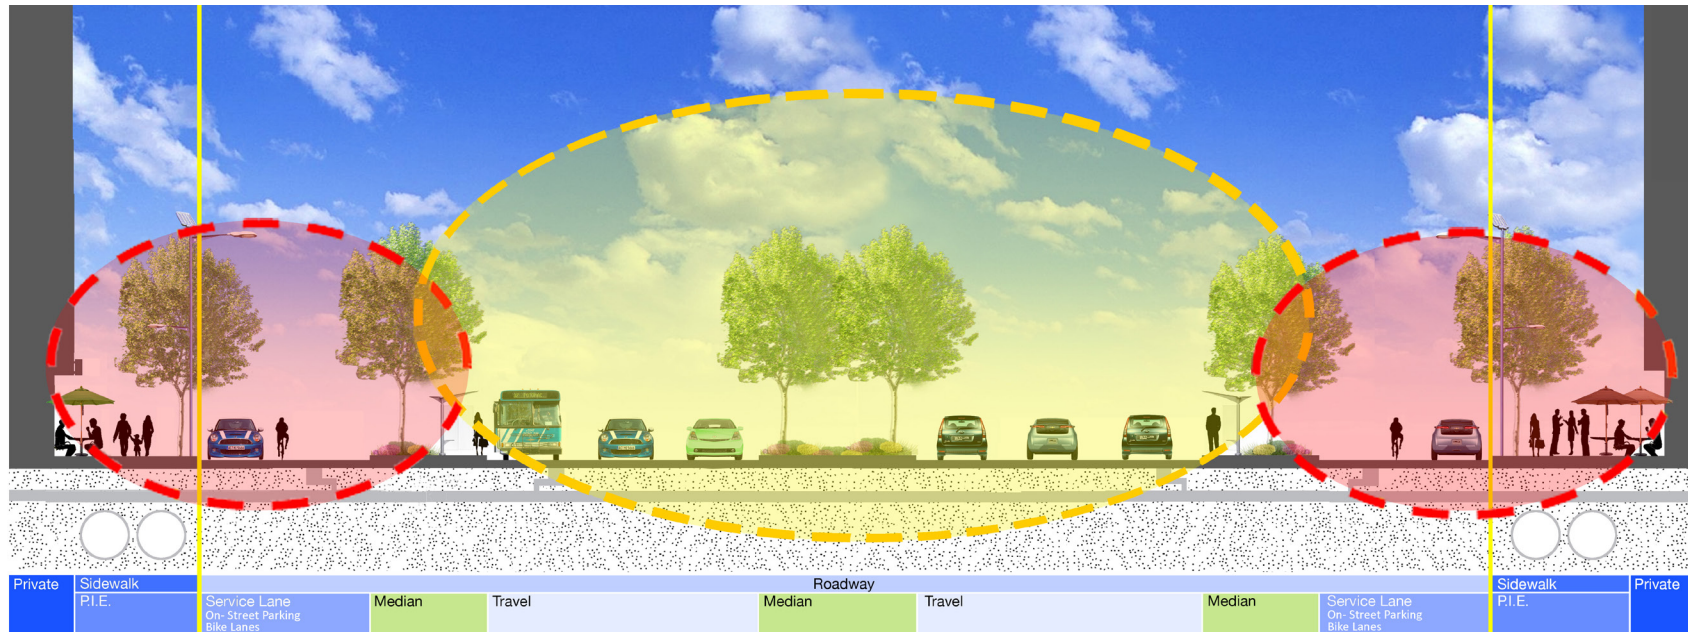 Private
Sidewalk
Roadway
Sidewalk
Private
P.I.E.
Service Lane
On- Street Parking
Bike Lanes
Median
Travel
Median
Travel
Median
Service Lane
On- Street Parking
Bike Lanes
P.I.E.